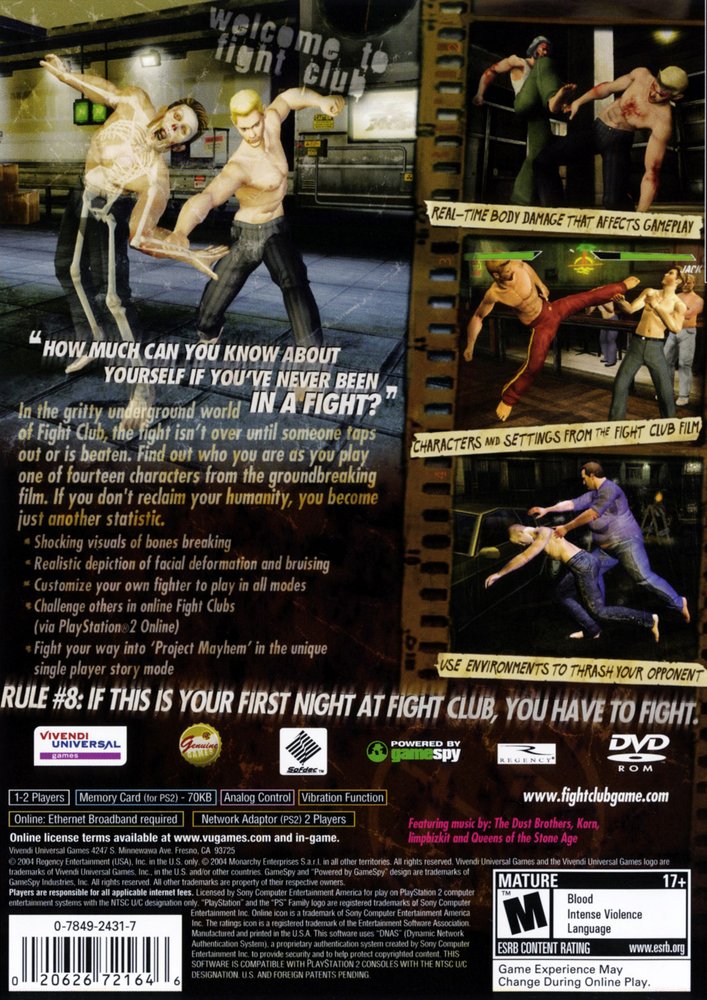 welcome to
fight club
REAL-TIME BODY DAMAGE THAT AFFECTS GAMEPLAY
JACK
CHARACTERS AND SETTINGS FROM THE FIGHT CLUB FILM
USE ENVIRONMENTS TO THRASH YOUR OPPONENT
"HOW MUCH CAN YOU KNOW ABOUT
YOURSELF IF YOU'VE NEVER BEEN
IN A FIGHT?"
In the gritty underground world
of Fight Club, the fight isn't over until someone taps
out or is beaten. Find out who you are as you play
one of fourteen characters from the groundbreaking
film. If you don't reclaim your humanity, you become
just another statistic.
Shocking visuals of bones breaking
Realistic depiction of facial deformation and bruising
Customize your own fighter to play in all modes
Challenge others in online Fight Clubs
(via PlayStation®2 Online)
Fight your way into 'Project Mayhem' in the unique
single player story mode
RULE #8: IF THIS IS YOUR FIRST NIGHT AT FIGHT CLUB, YOU HAVE TO FIGHT.
VIVENDI
UNIVERSAL
games
Genuine
Sofdec™
POWERED BY
gamespy
REGENCY
DVD
ROM
1-2 Players
Memory Card (for PS2) - 70KB
Analog Control
Vibration Function
Online: Ethernet Broadband required
Network Adaptor (PS2) 2 Players
www.fightclubgame.com
Featuring music by: The Dust Brothers, Korn,
limpbizkit and Queens of the Stone Age
Online license terms available at www.vugames.com and in-game.
Vivendi Universal Games 4247 S. Minnewawa Ave. Fresno, CA 93725
© 2004 Regency Entertainment (USA), Inc. in the U.S. only. © 2004 Monarchy Enterprises S.a.r.l. in all other territories. All rights reserved. Vivendi Universal Games and the Vivendi Universal Games logo are
trademarks of Vivendi Universal Games, Inc., in the U.S. and/or other countries. GameSpy and "Powered by GameSpy" design are trademarks of
GameSpy Industries, Inc. All rights reserved. All other trademarks are property of their respective owners.
Players are responsible for all applicable internet fees. Licensed by Sony Computer Entertainment America for play on PlayStation 2 computer
entertainment systems with the NTSC U/C designation only. "PlayStation" and the "PS" Family logo are registered trademarks of Sony Computer
Entertainment Inc. Online icon is a trademark of Sony Computer Entertainment America
Inc. The ratings icon is a registered trademark of the Entertainment Software Association.
Manufactured and printed in the U.S.A. This software uses "DNAS" (Dynamic Network
Authentication System), a proprietary authentication system created by Sony Computer
Entertainment Inc. to provide security and to help protect copyrighted content. THIS
SOFTWARE IS COMPATIBLE WITH PLAYSTATION 2 CONSOLES WITH THE NTSC U/C
DESIGNATION. U.S. AND FOREIGN PATENTS PENDING.
0-7849-2431-7
0 20626 72164 6
MATURE 17+
M
TM
Blood
Intense Violence
Language
ESRB CONTENT RATING www.esrb.org
Game Experience May
Change During Online Play.